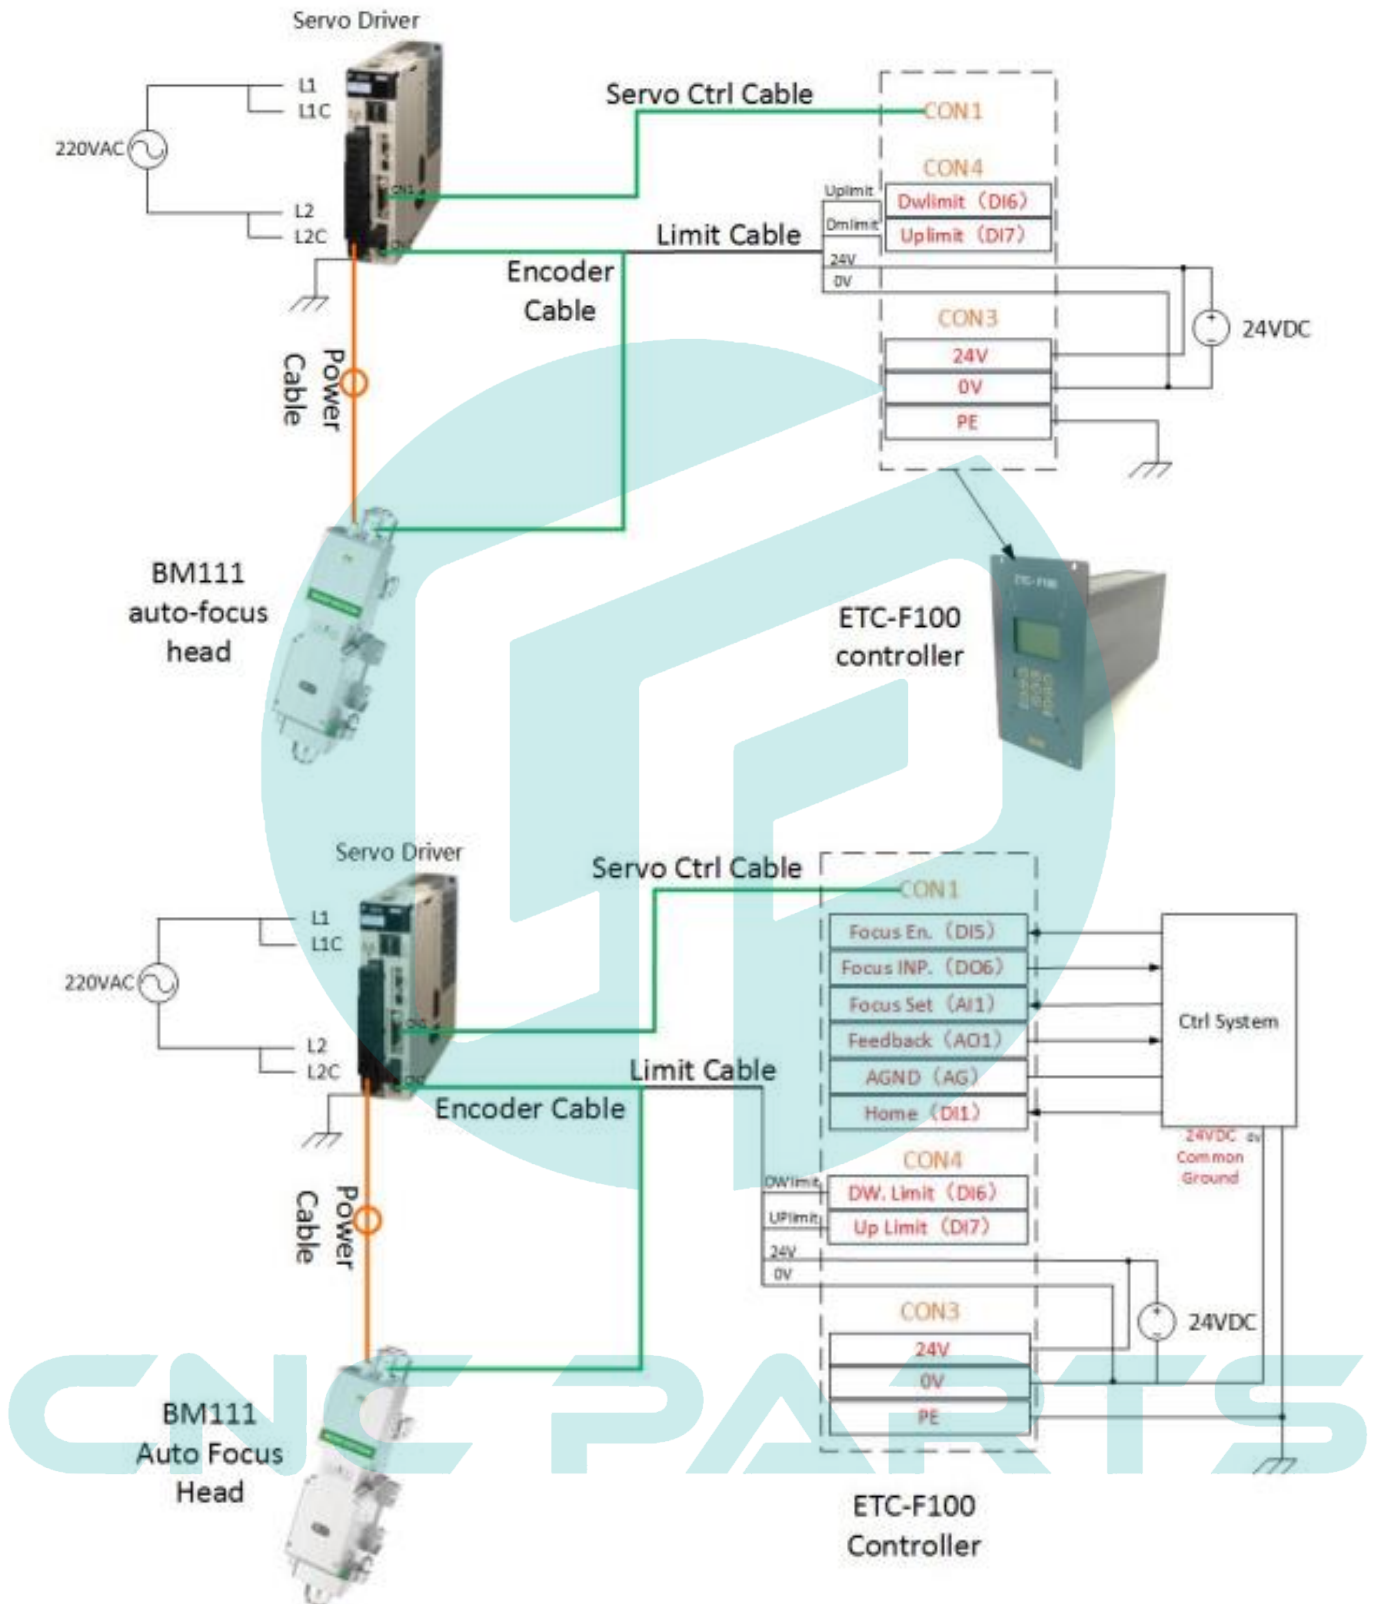 Servo Driver
L1
L1C
220VAC
L2
L2C
CN1
Servo Ctrl Cable
CON1
CON4
Uplimit
Dwlimit（DI6）
Dmlimit
Uplimit（DI7）
Limit Cable
24V
0V
Encoder
Cable
CON3
24V
0V
PE
24VDC
Power
Cable
BM111
auto-focus
head
ETC-F100
controller
ETC-F100
Servo Driver
L1
L1C
220VAC
L2
L2C
Servo Ctrl Cable
CON1
Focus En.（DI5）
Focus INP.（DO6）
Focus Set（AI1）
Feedback（AO1）
AGND（AG）
Home（DI1）
Ctrl System
24VDC
0V
Common
Ground
Limit Cable
Encoder Cable
CON4
DWlimit
DW. Limit（DI6）
UPlimit
Up Limit（DI7）
24V
0V
CON3
24V
0V
PE
24VDC
Power
Cable
BM111
Auto Focus
Head
ETC-F100
Controller
CNC PARTS